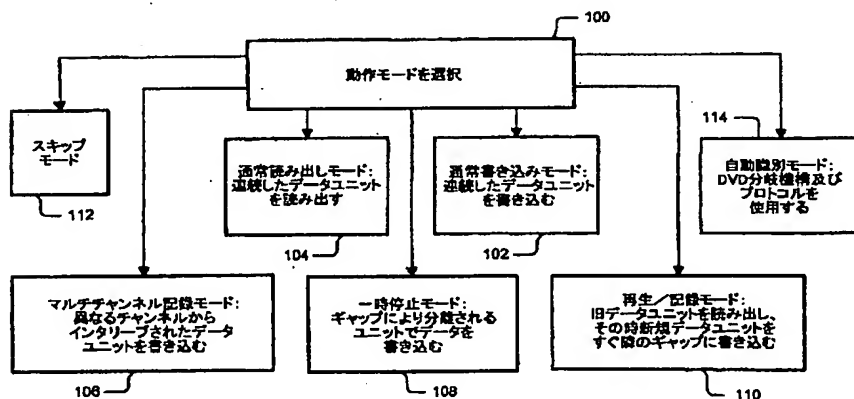 100
動作モードを選択
スキップ
モード
112
通常読み出しモード:
連続したデータユニット
を読み出す
104
通常書き込みモード:
連続したデータユニット
を書き込む
102
114
自動識別モード:
DVD分岐機構及び
プロトコルを
使用する
マルチチャンネル記録モード:
異なるチャンネルから
インタリーブされたデータ
ユニットを書き込む
106
一時停止モード:
ギャップにより分離される
ユニットでデータを
書き込む
108
再生/記録モード:
旧データユニットを読み出し、
その時新規データユニットを
すぐ隣のギャップに書き込む
110